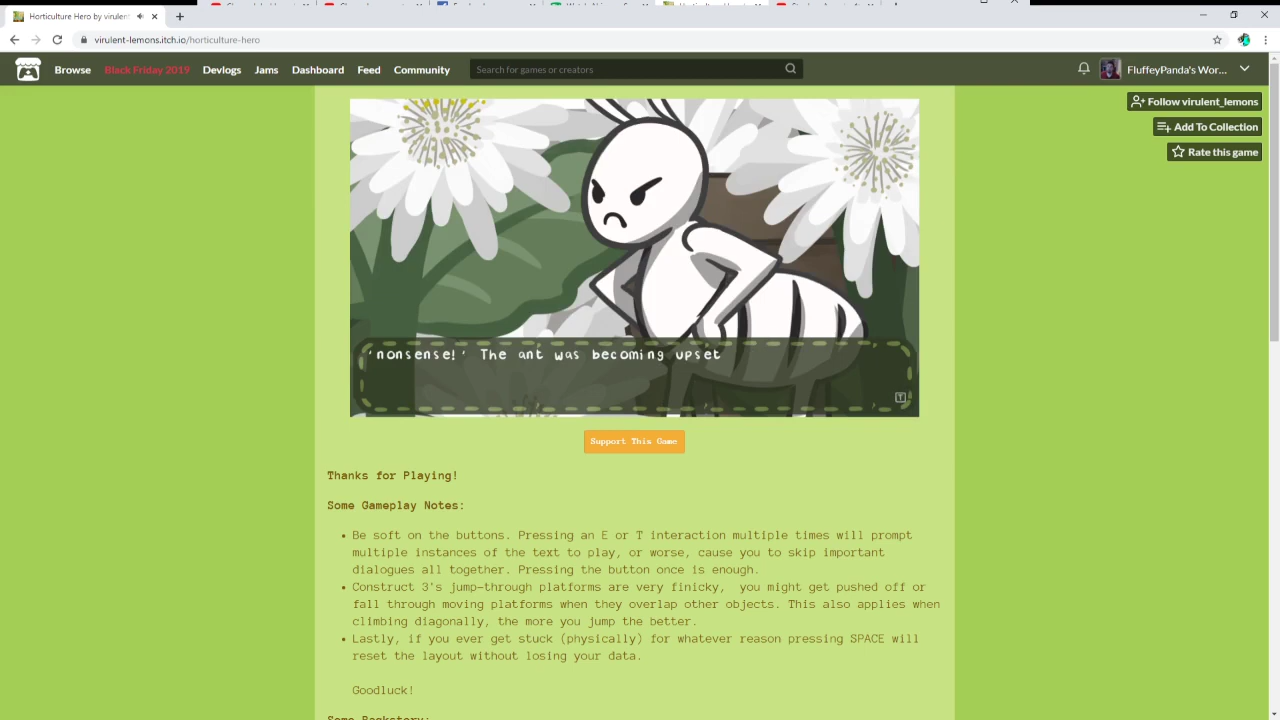 Horticulture Hero by virulent
virulent-lemons.itch.io/horticulture-hero
Browse Black Friday 2019 Devlogs Jams Dashboard Feed Community Search for games or creators FluffeyPanda's Wor...
Follow virulent_lemons
Add To Collection
Rate this game
'nonsense!' The ant was becoming upset
T
Support This Game
Thanks for Playing!
Some Gameplay Notes:
• Be soft on the buttons. Pressing an E or T interaction multiple times will prompt
multiple instances of the text to play, or worse, cause you to skip important
dialogues all together. Pressing the button once is enough.
• Construct 3's jump-through platforms are very finicky, you might get pushed off or
fall through moving platforms when they overlap other objects. This also applies when
climbing diagonally, the more you jump the better.
• Lastly, if you ever get stuck (physically) for whatever reason pressing SPACE will
reset the layout without losing your data.
Goodluck!
Some Backstory: